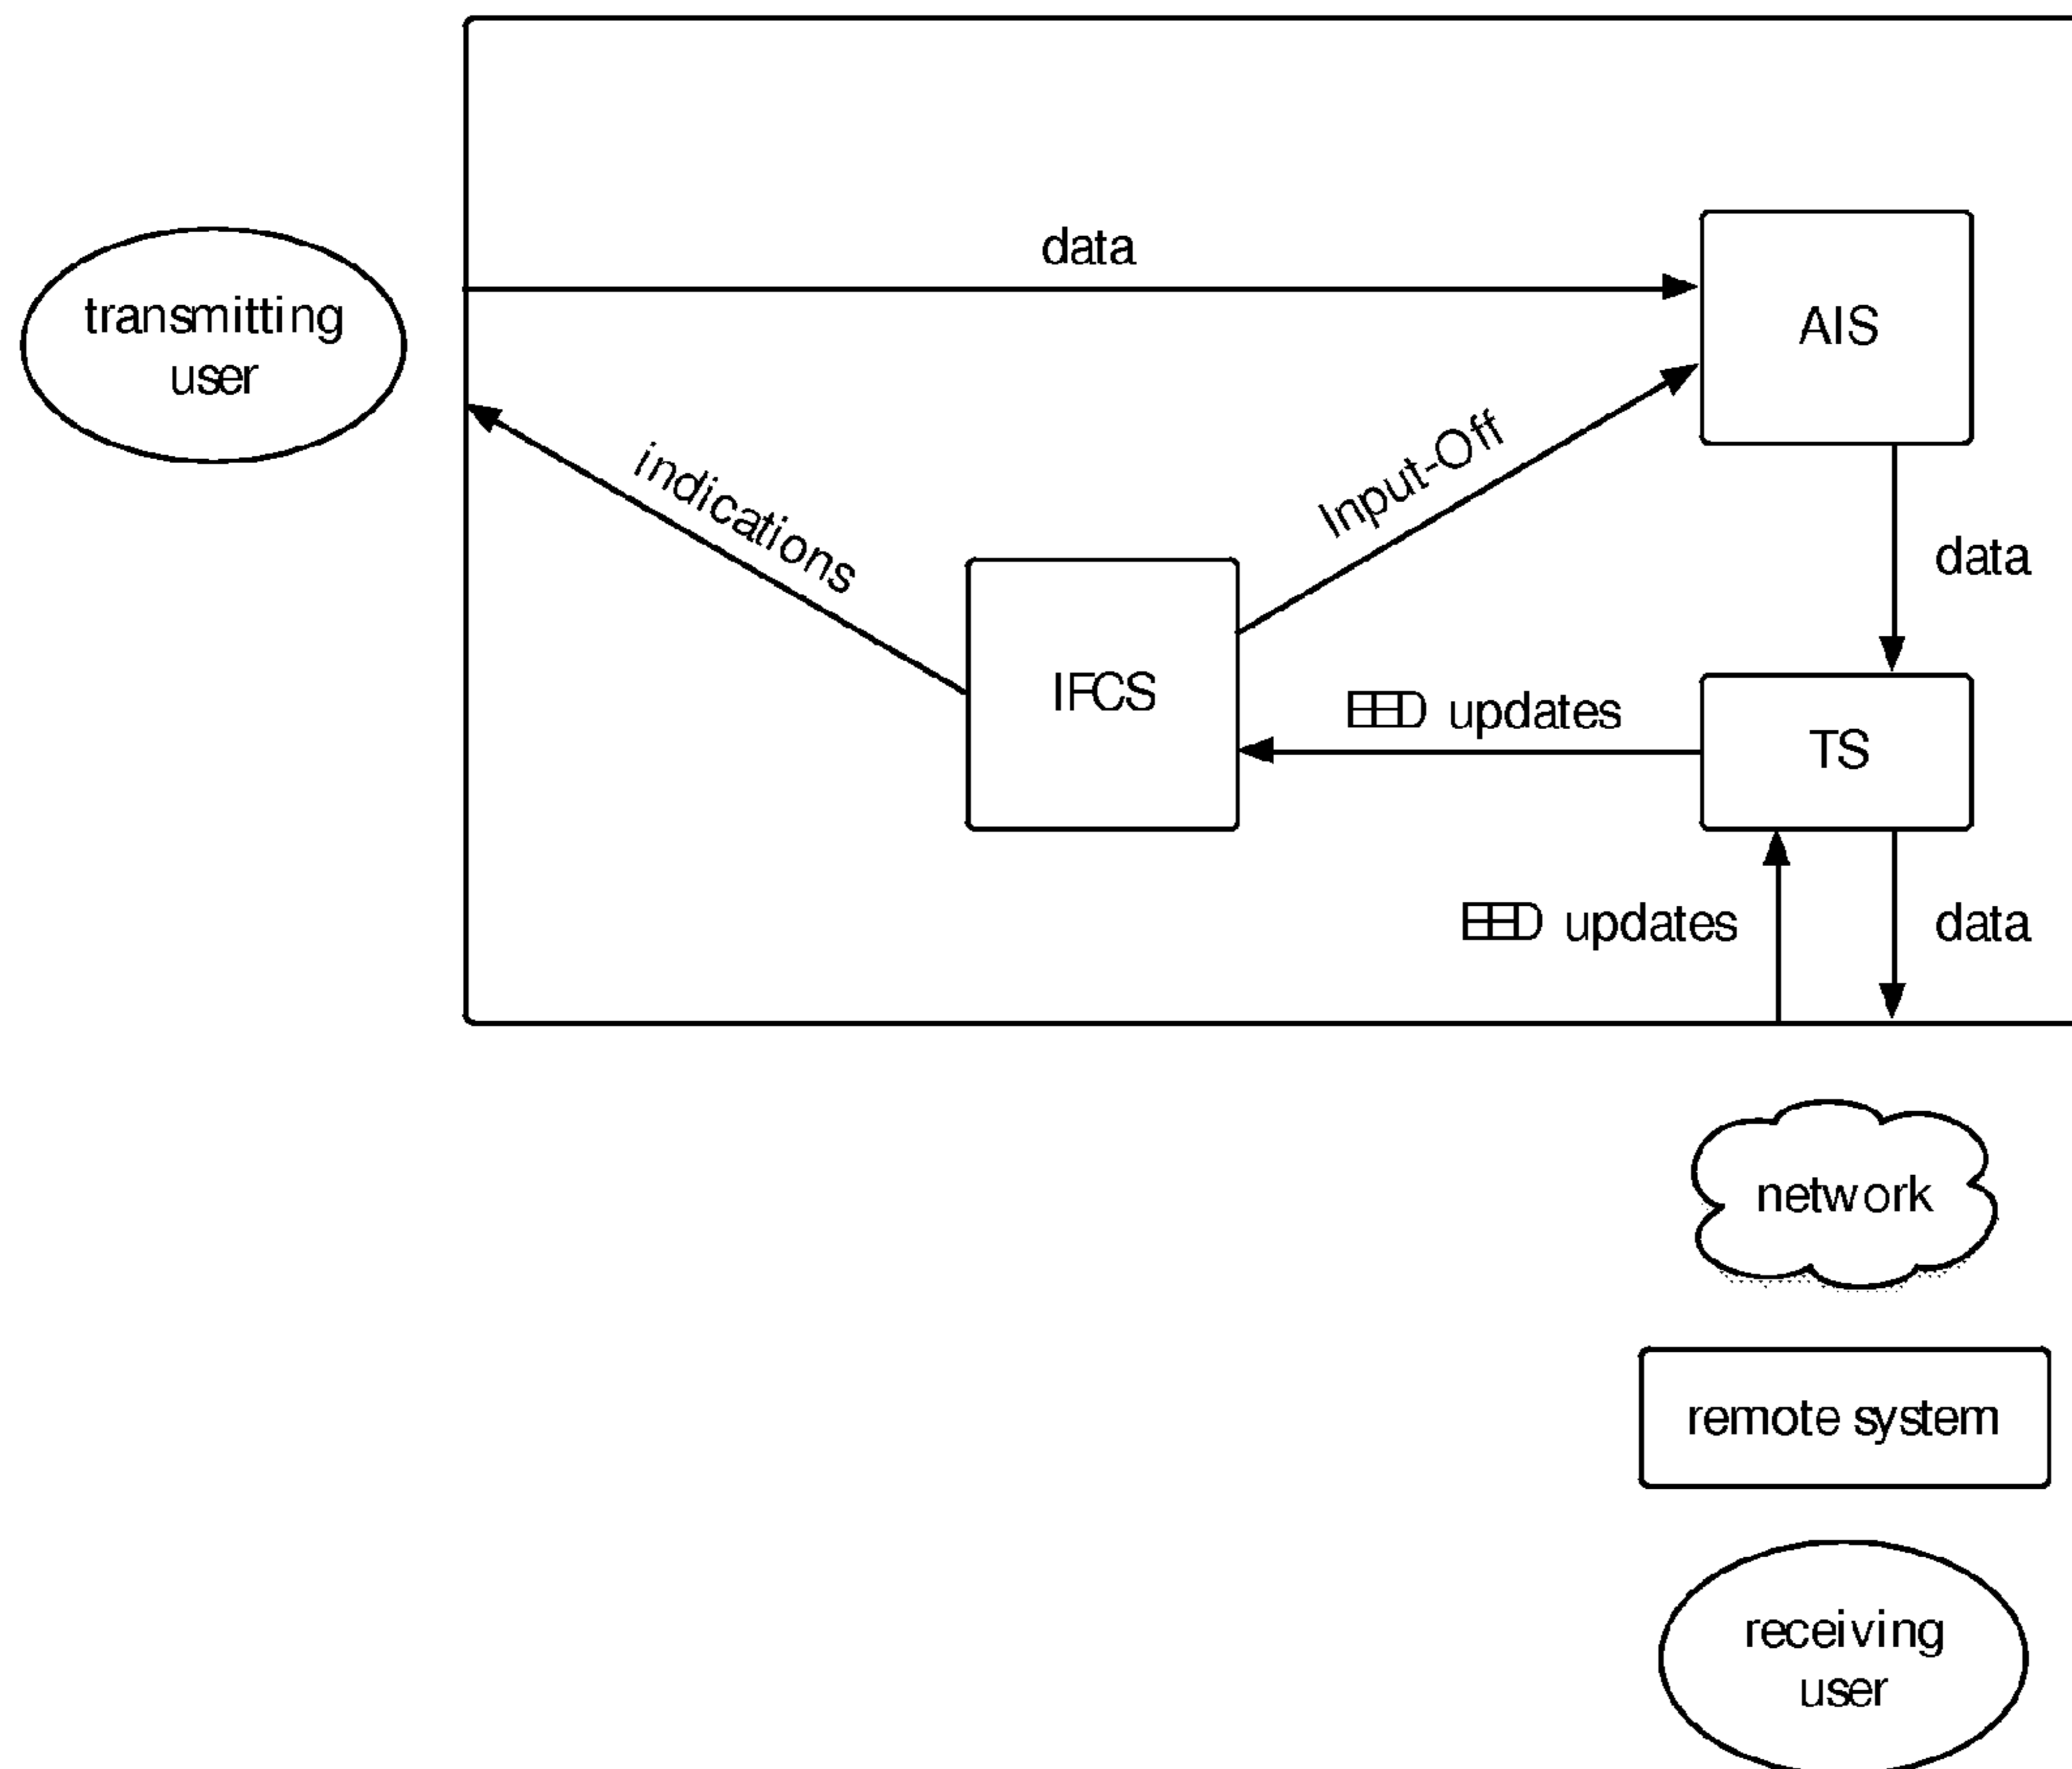 data
transmitting
user
AIS
Input-Off
indications
data
IFCS
updates
TS
updates
data
network
remote system
receiving
user